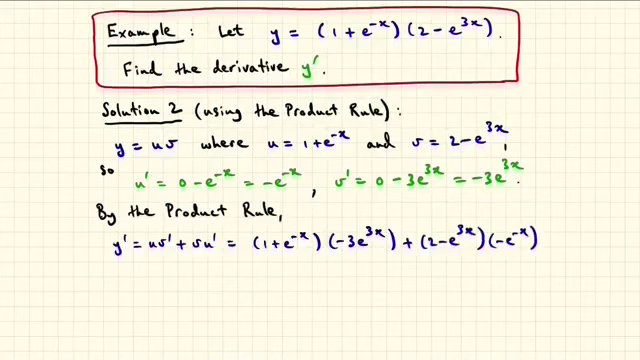 Example : Let y = (1 + e^{-x}) (2 - e^{3x}).
Find the derivative y'.
Solution 2 (using the Product Rule) :
y = uv where u = 1 + e^{-x} and v = 2 - e^{3x},
so
u' = 0 - e^{-x} = -e^{-x} , v' = 0 - 3e^{3x} = -3e^{3x}.
By the Product Rule,
y' = uv' + vu' = (1 + e^{-x}) (-3e^{3x}) + (2 - e^{3x}) (-e^{-x})